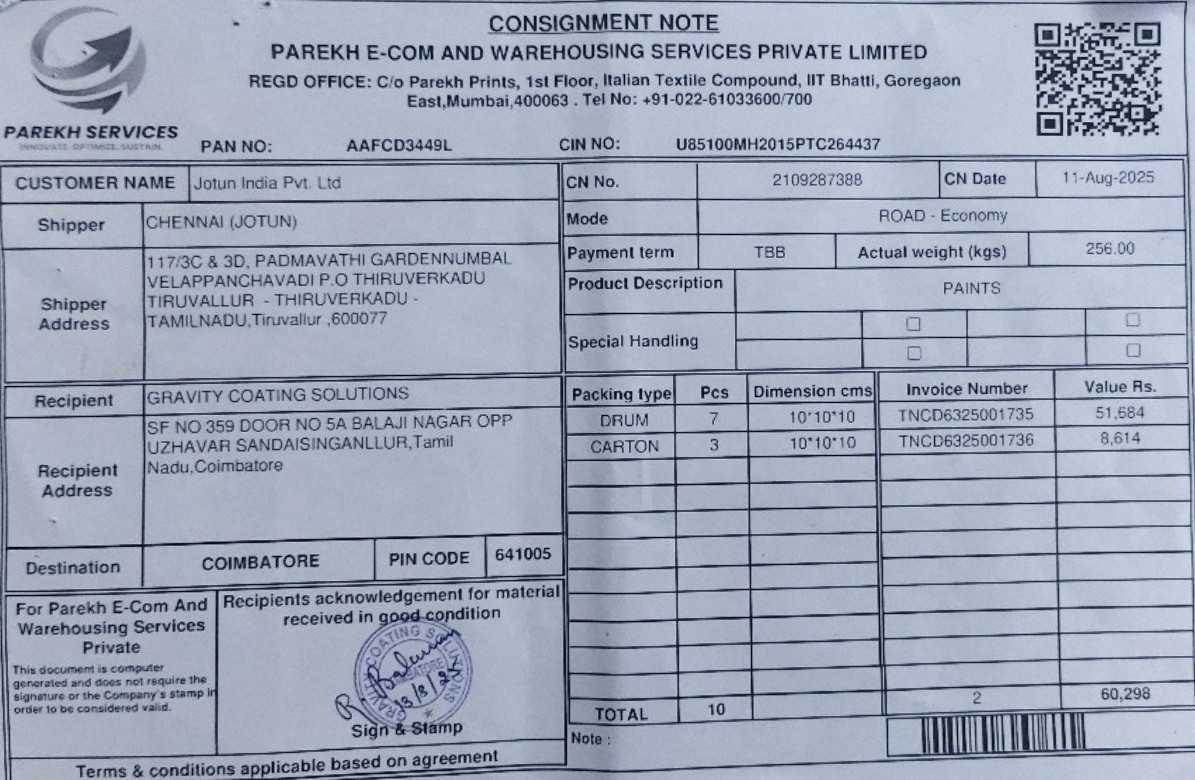 CONSIGNMENT NOTE
PAREKH E-COM AND WAREHOUSING SERVICES PRIVATE LIMITED
REGD OFFICE: C/o Parekh Prints, 1st Floor, Italian Textile Compound, IIT Bhatti, Goregaon
East,Mumbai,400063 . Tel No: +91-022-61033600/700
PAREKH SERVICES
INNOVATE. OPTIMIZE. SUSTAIN.
PAN NO: AAFCD3449L CIN NO: U85100MH2015PTC264437
CUSTOMER NAME Jotun India Pvt. Ltd
Shipper CHENNAI (JOTUN)
Shipper Address
117/3C & 3D, PADMAVATHI GARDENNUMBAL
VELAPPANCHAVADI P.O THIRUVERKADU
TIRUVALLUR - THIRUVERKADU -
TAMILNADU,Tiruvallur ,600077
Recipient GRAVITY COATING SOLUTIONS
Recipient Address
SF NO 359 DOOR NO 5A BALAJI NAGAR OPP
UZHAVAR SANDAISINGANLLUR,Tamil
Nadu,Coimbatore
Destination COIMBATORE PIN CODE 641005
For Parekh E-Com And
Warehousing Services
Private
This document is computer
generated and does not require the
signature or the Company's stamp in
order to be considered valid.
Recipients acknowledgement for material
received in good condition
COATING SOLUTIONS
13/8/25
Sign & Stamp
Terms & conditions applicable based on agreement
CN No. 2109287388 CN Date 11-Aug-2025
Mode ROAD - Economy
Payment term TBB Actual weight (kgs) 256.00
Product Description PAINTS
Special Handling
Packing type Pcs Dimension cms Invoice Number Value Rs.
DRUM 7 10*10*10 TNCD6325001735 51,684
CARTON 3 10*10*10 TNCD6325001736 8,614
TOTAL 10 2 60,298
Note :